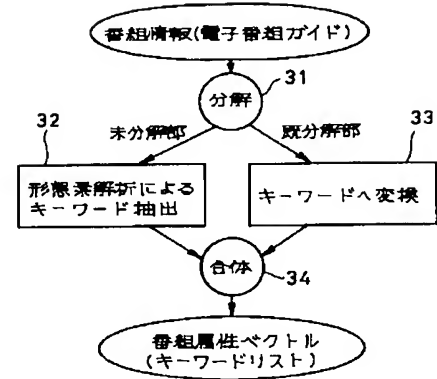 番組情報(電子番組ガイド)
分解
31
32
未分解部
既分解部
33
形態素解析による
キーワード抽出
キーワードへ変換
合体
34
番組属性ベクトル
(キーワードリスト)